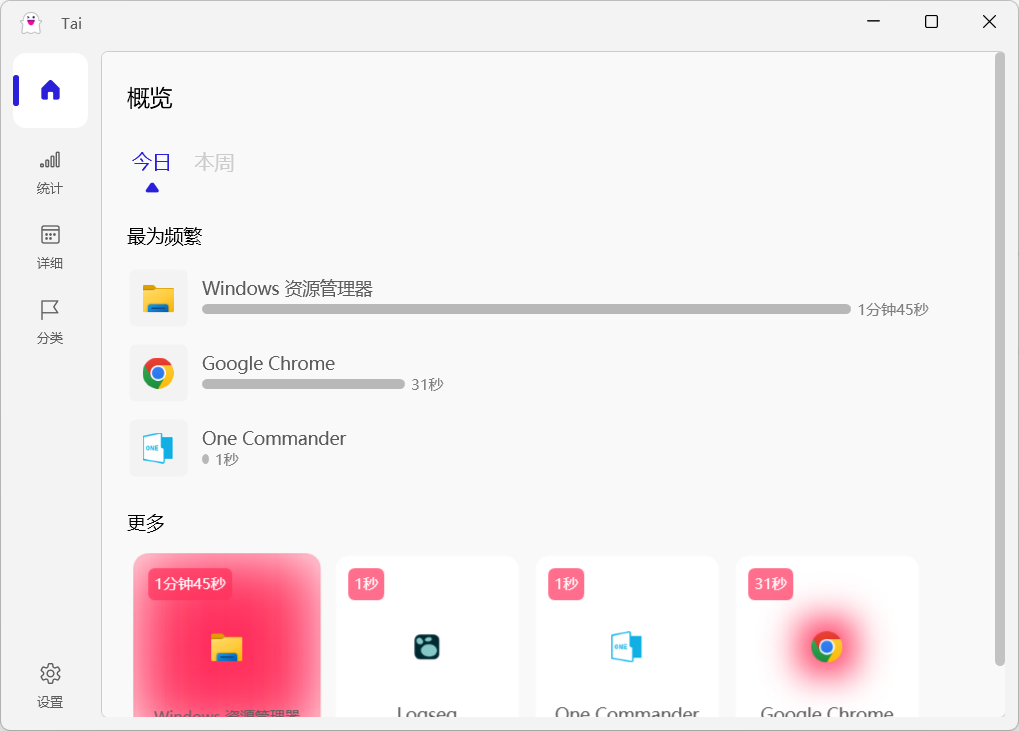 Tai
概览
今日 本周
统计
详细
分类
最为频繁
Windows 资源管理器
1分钟45秒
Google Chrome
31秒
ONE
One Commander
1秒
更多
1分钟45秒
1秒
1秒
31秒
ONE
Windows 资源管理器
Logseq
One Commander
Google Chrome
设置